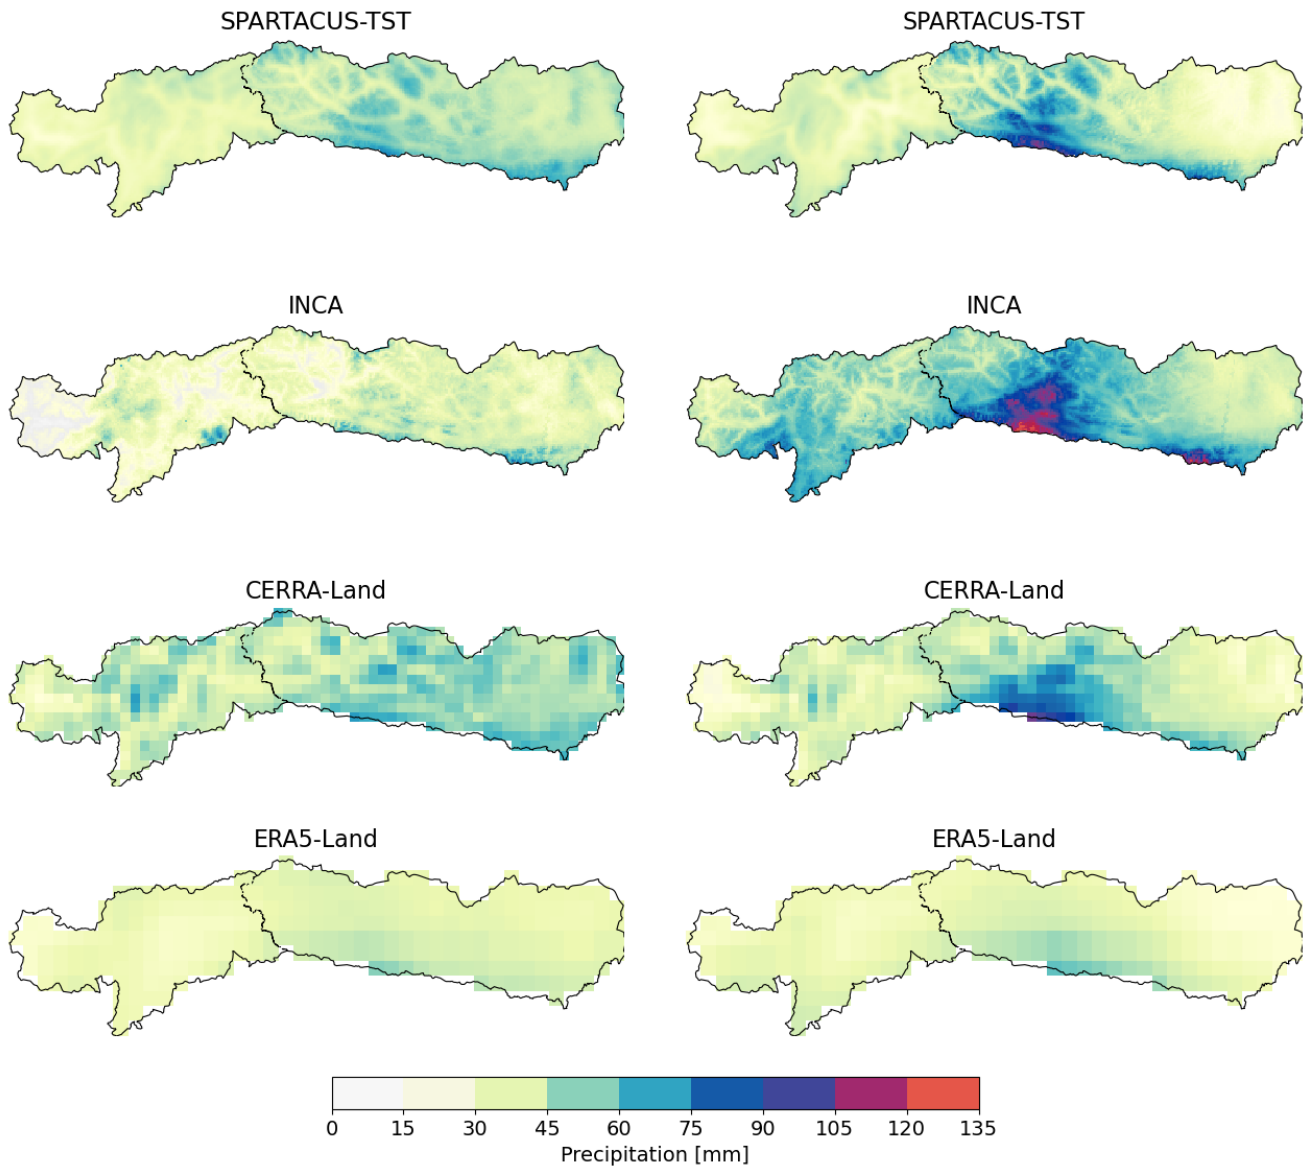 SPARTACUS-TST SPARTACUS-TST
INCA INCA
CERRA-Land CERRA-Land
ERA5-Land ERA5-Land
0 15 30 45 60 75 90 105 120 135
Precipitation [mm]